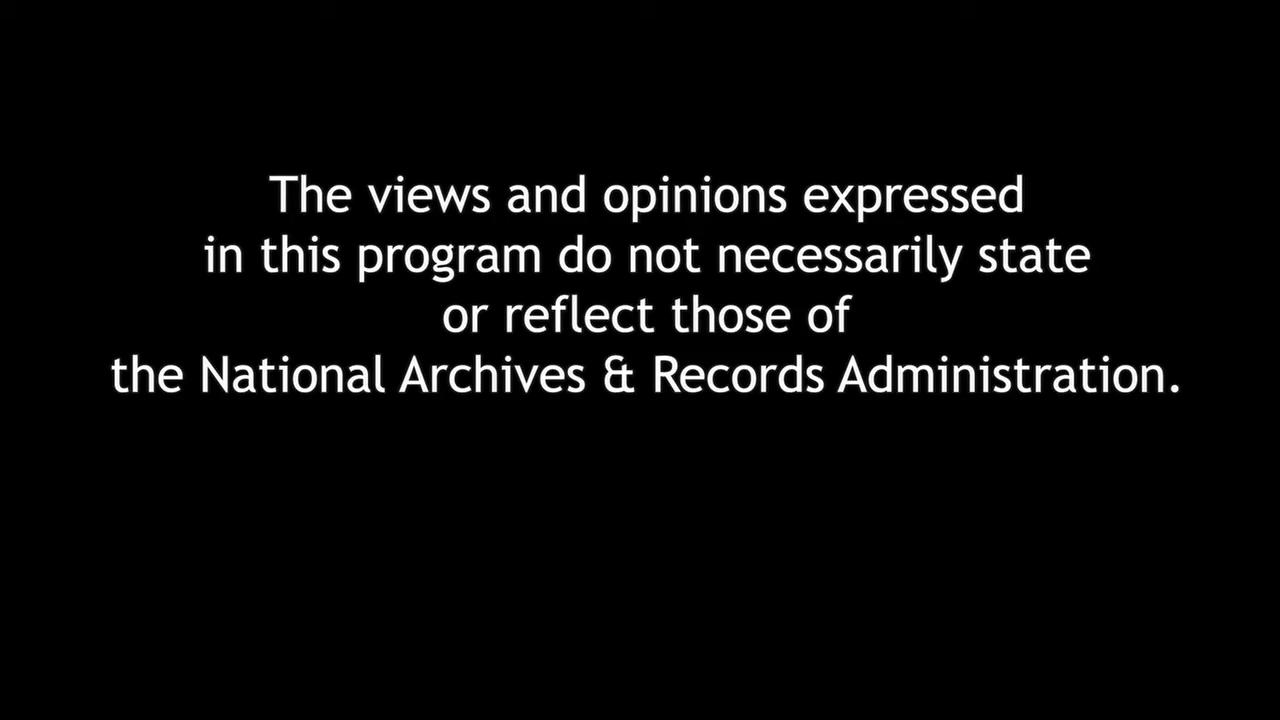 The views and opinions expressed
in this program do not necessarily state
or reflect those of
the National Archives & Records Administration.